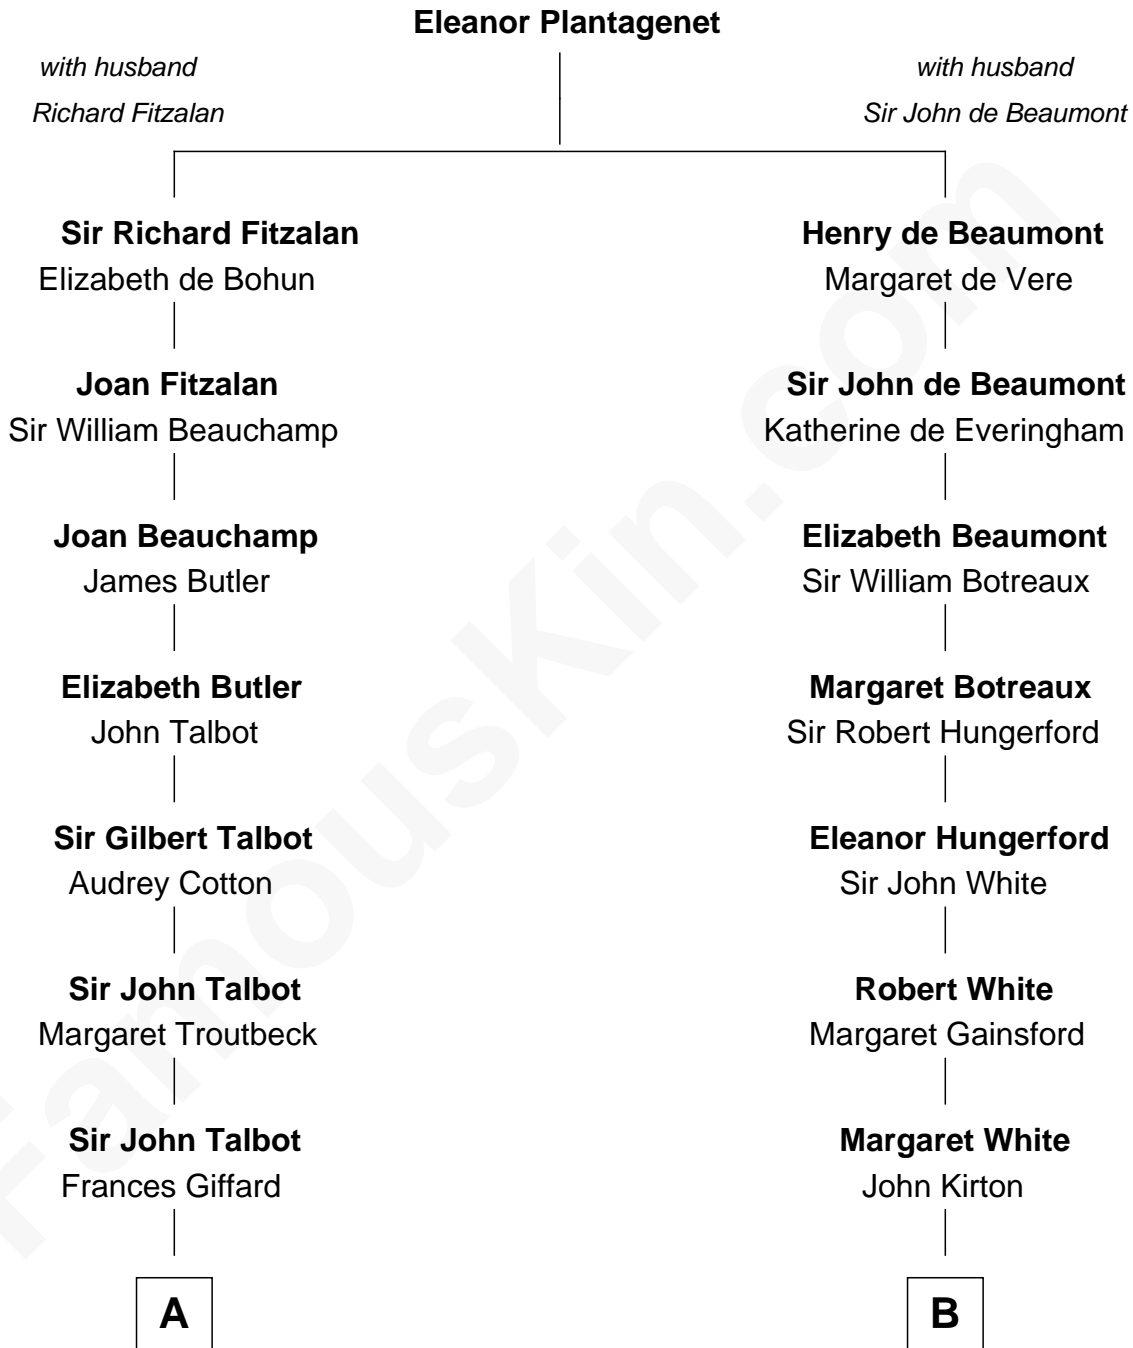 Eleanor Plantagenet
with husband
Richard Fitzalan
with husband
Sir John de Beaumont
Sir Richard Fitzalan
Elizabeth de Bohun
Henry de Beaumont
Margaret de Vere
Joan Fitzalan
Sir William Beauchamp
Sir John de Beaumont
Katherine de Everingham
Joan Beauchamp
James Butler
Elizabeth Beaumont
Sir William Botreaux
Elizabeth Butler
John Talbot
Margaret Botreaux
Sir Robert Hungerford
Sir Gilbert Talbot
Audrey Cotton
Eleanor Hungerford
Sir John White
Sir John Talbot
Margaret Troutbeck
Robert White
Margaret Gainsford
Sir John Talbot
Frances Giffard
Margaret White
John Kirton
A
B
FamousKin.com